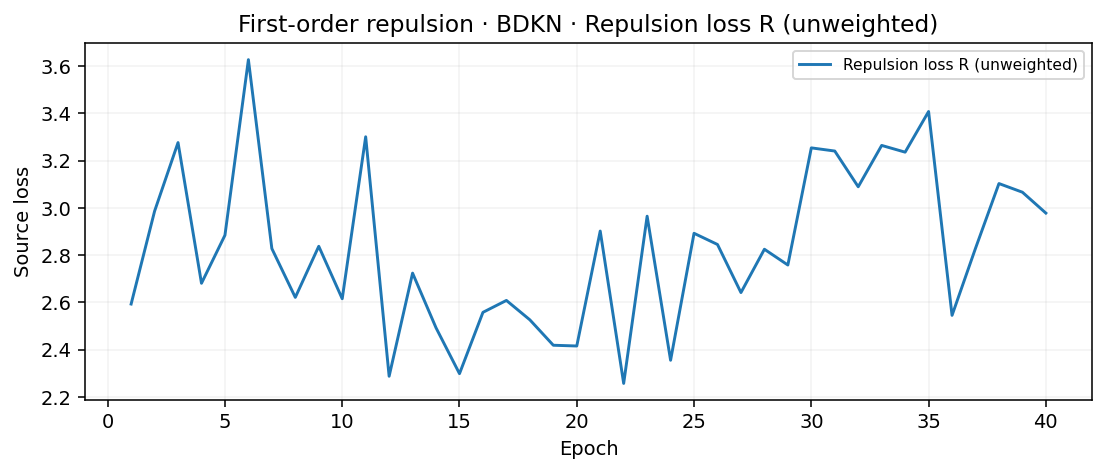 First-order repulsion · BDKN · Repulsion loss R (unweighted)
Repulsion loss R (unweighted)
Source loss
3.6
3.4
3.2
3.0
2.8
2.6
2.4
2.2
0 5 10 15 20 25 30 35 40
Epoch